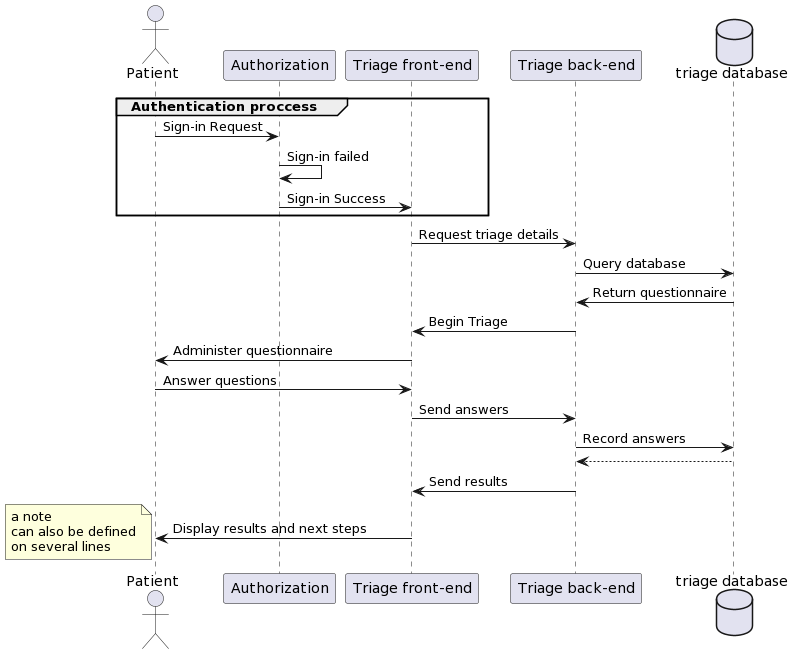 Patient
Authorization
Triage front-end
Triage back-end
triage database
Authentication proccess
Sign-in Request
Sign-in failed
Sign-in Success
Request triage details
Query database
Return questionnaire
Begin Triage
Administer questionnaire
Answer questions
Send answers
Record answers
Send results
a note
can also be defined
on several lines
Display results and next steps
Patient
Authorization
Triage front-end
Triage back-end
triage database